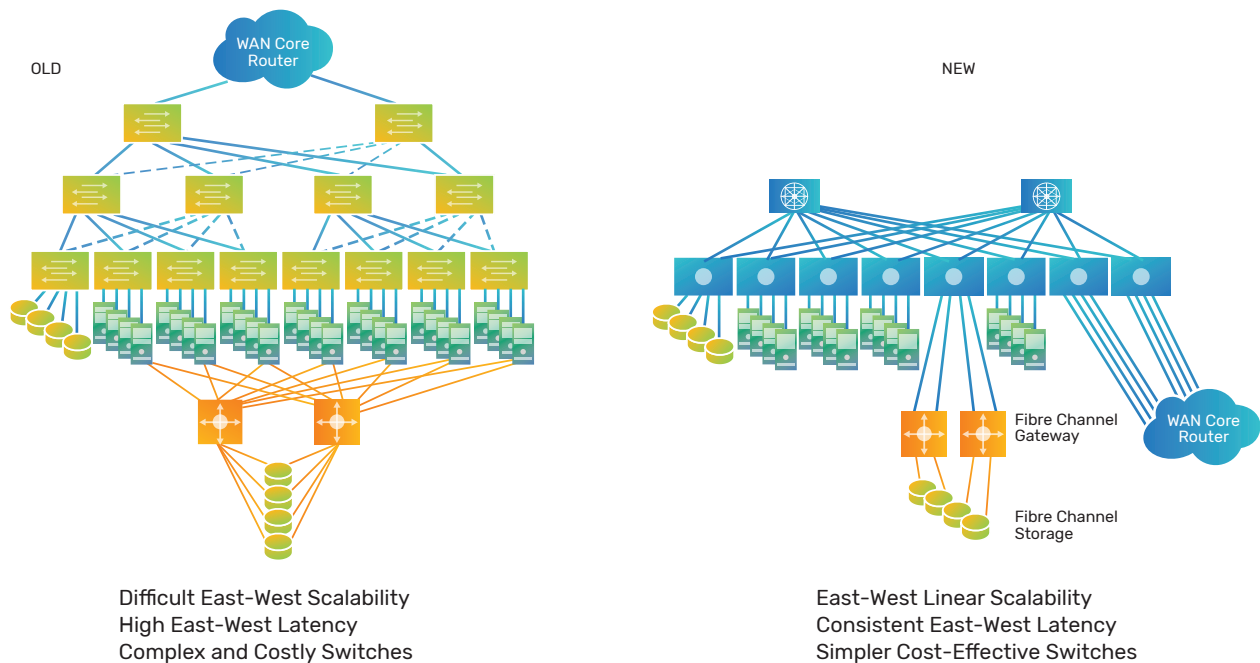 OLD
WAN Core
Router
Difficult East-West Scalability
High East-West Latency
Complex and Costly Switches
NEW
Fibre Channel
Gateway
WAN Core
Router
Fibre Channel
Storage
East-West Linear Scalability
Consistent East-West Latency
Simpler Cost-Effective Switches